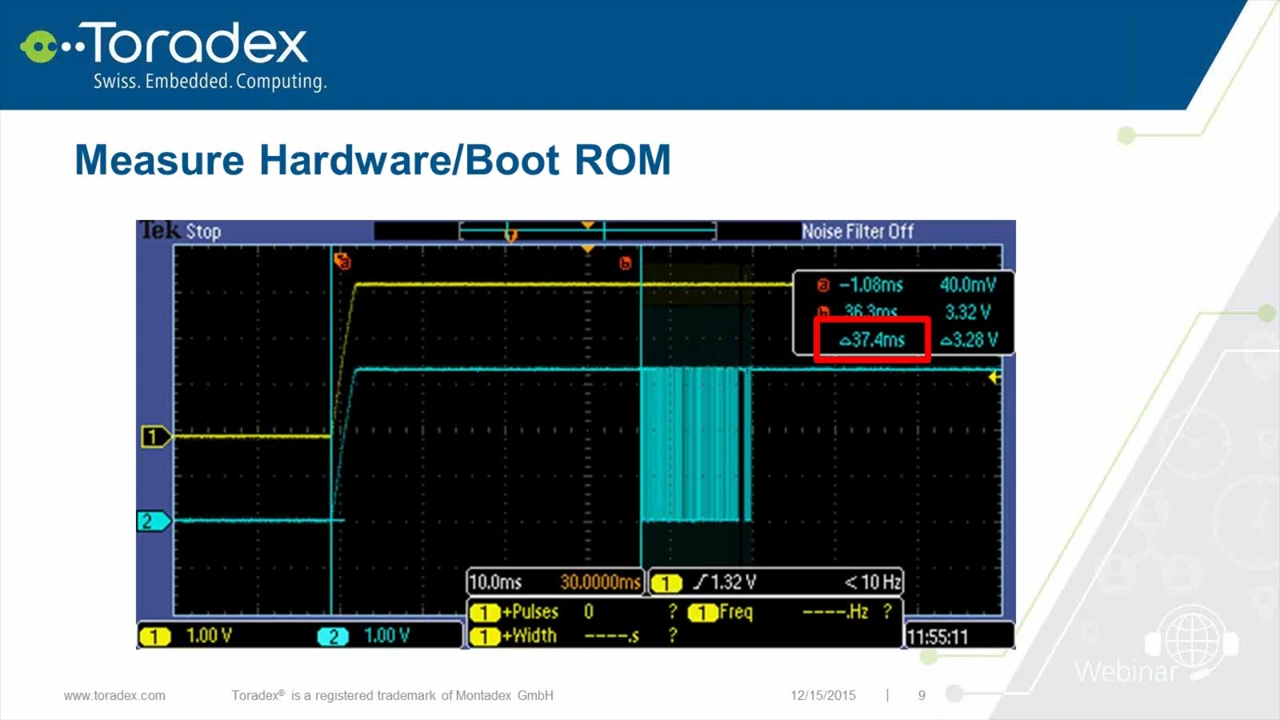 Toradex
Swiss. Embedded. Computing.
Measure Hardware/Boot ROM
Tek Stop
Noise Filter Off
a
b
a −1.08ms 40.0mV
b 36.3ms 3.32 V
△37.4ms △3.28 V
1
2
10.0ms 30.0000ms
1 ∫ 1.32 V <10 Hz
1 +Pulses 0 ? 1 Freq ----.Hz ?
1 +Width ----.s ?
1 1.00 V 2 1.00 V
11:55:11
Webinar
www.toradex.com
Toradex® is a registered trademark of Montadex GmbH
12/15/2015 | 9